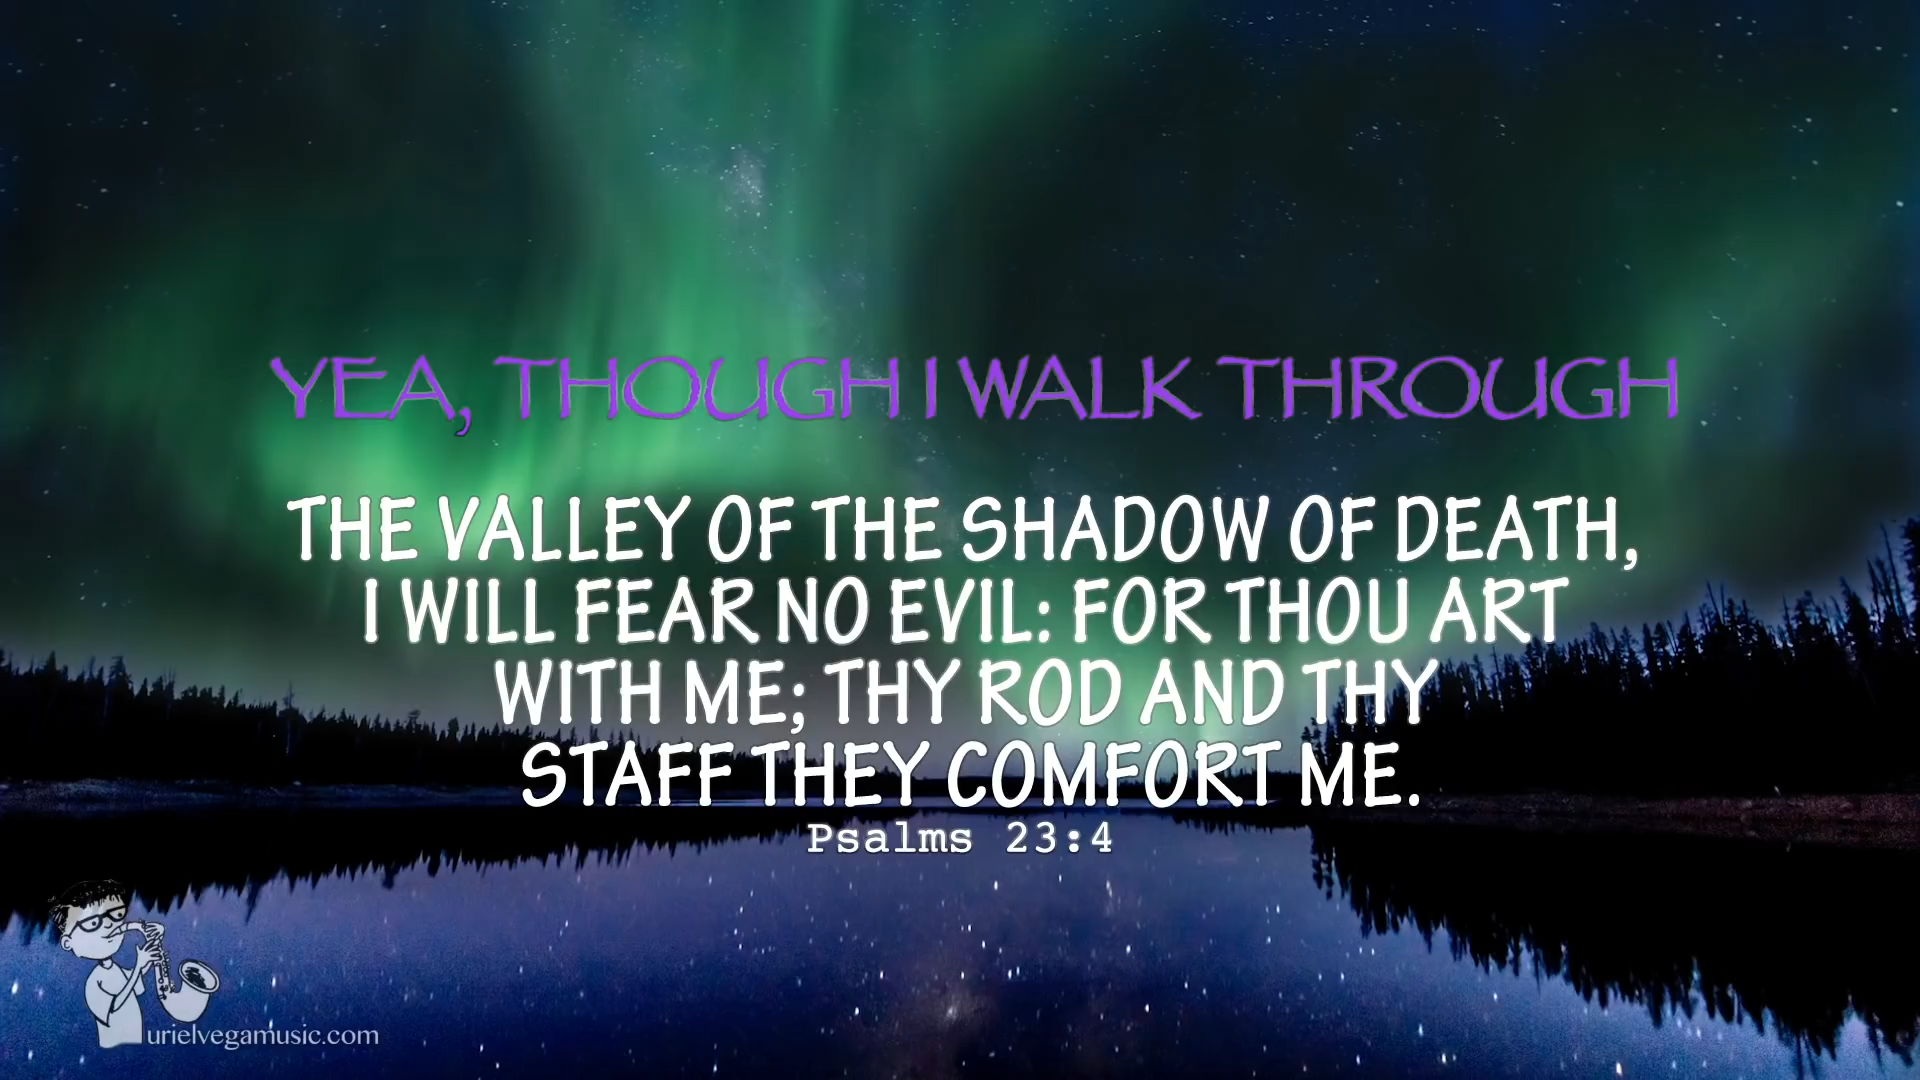 YEA, THOUGH I WALK THROUGH
THE VALLEY OF THE SHADOW OF DEATH,
I WILL FEAR NO EVIL: FOR THOU ART
WITH ME; THY ROD AND THY
STAFF THEY COMFORT ME.
Psalms 23:4
urielvegamusic.com